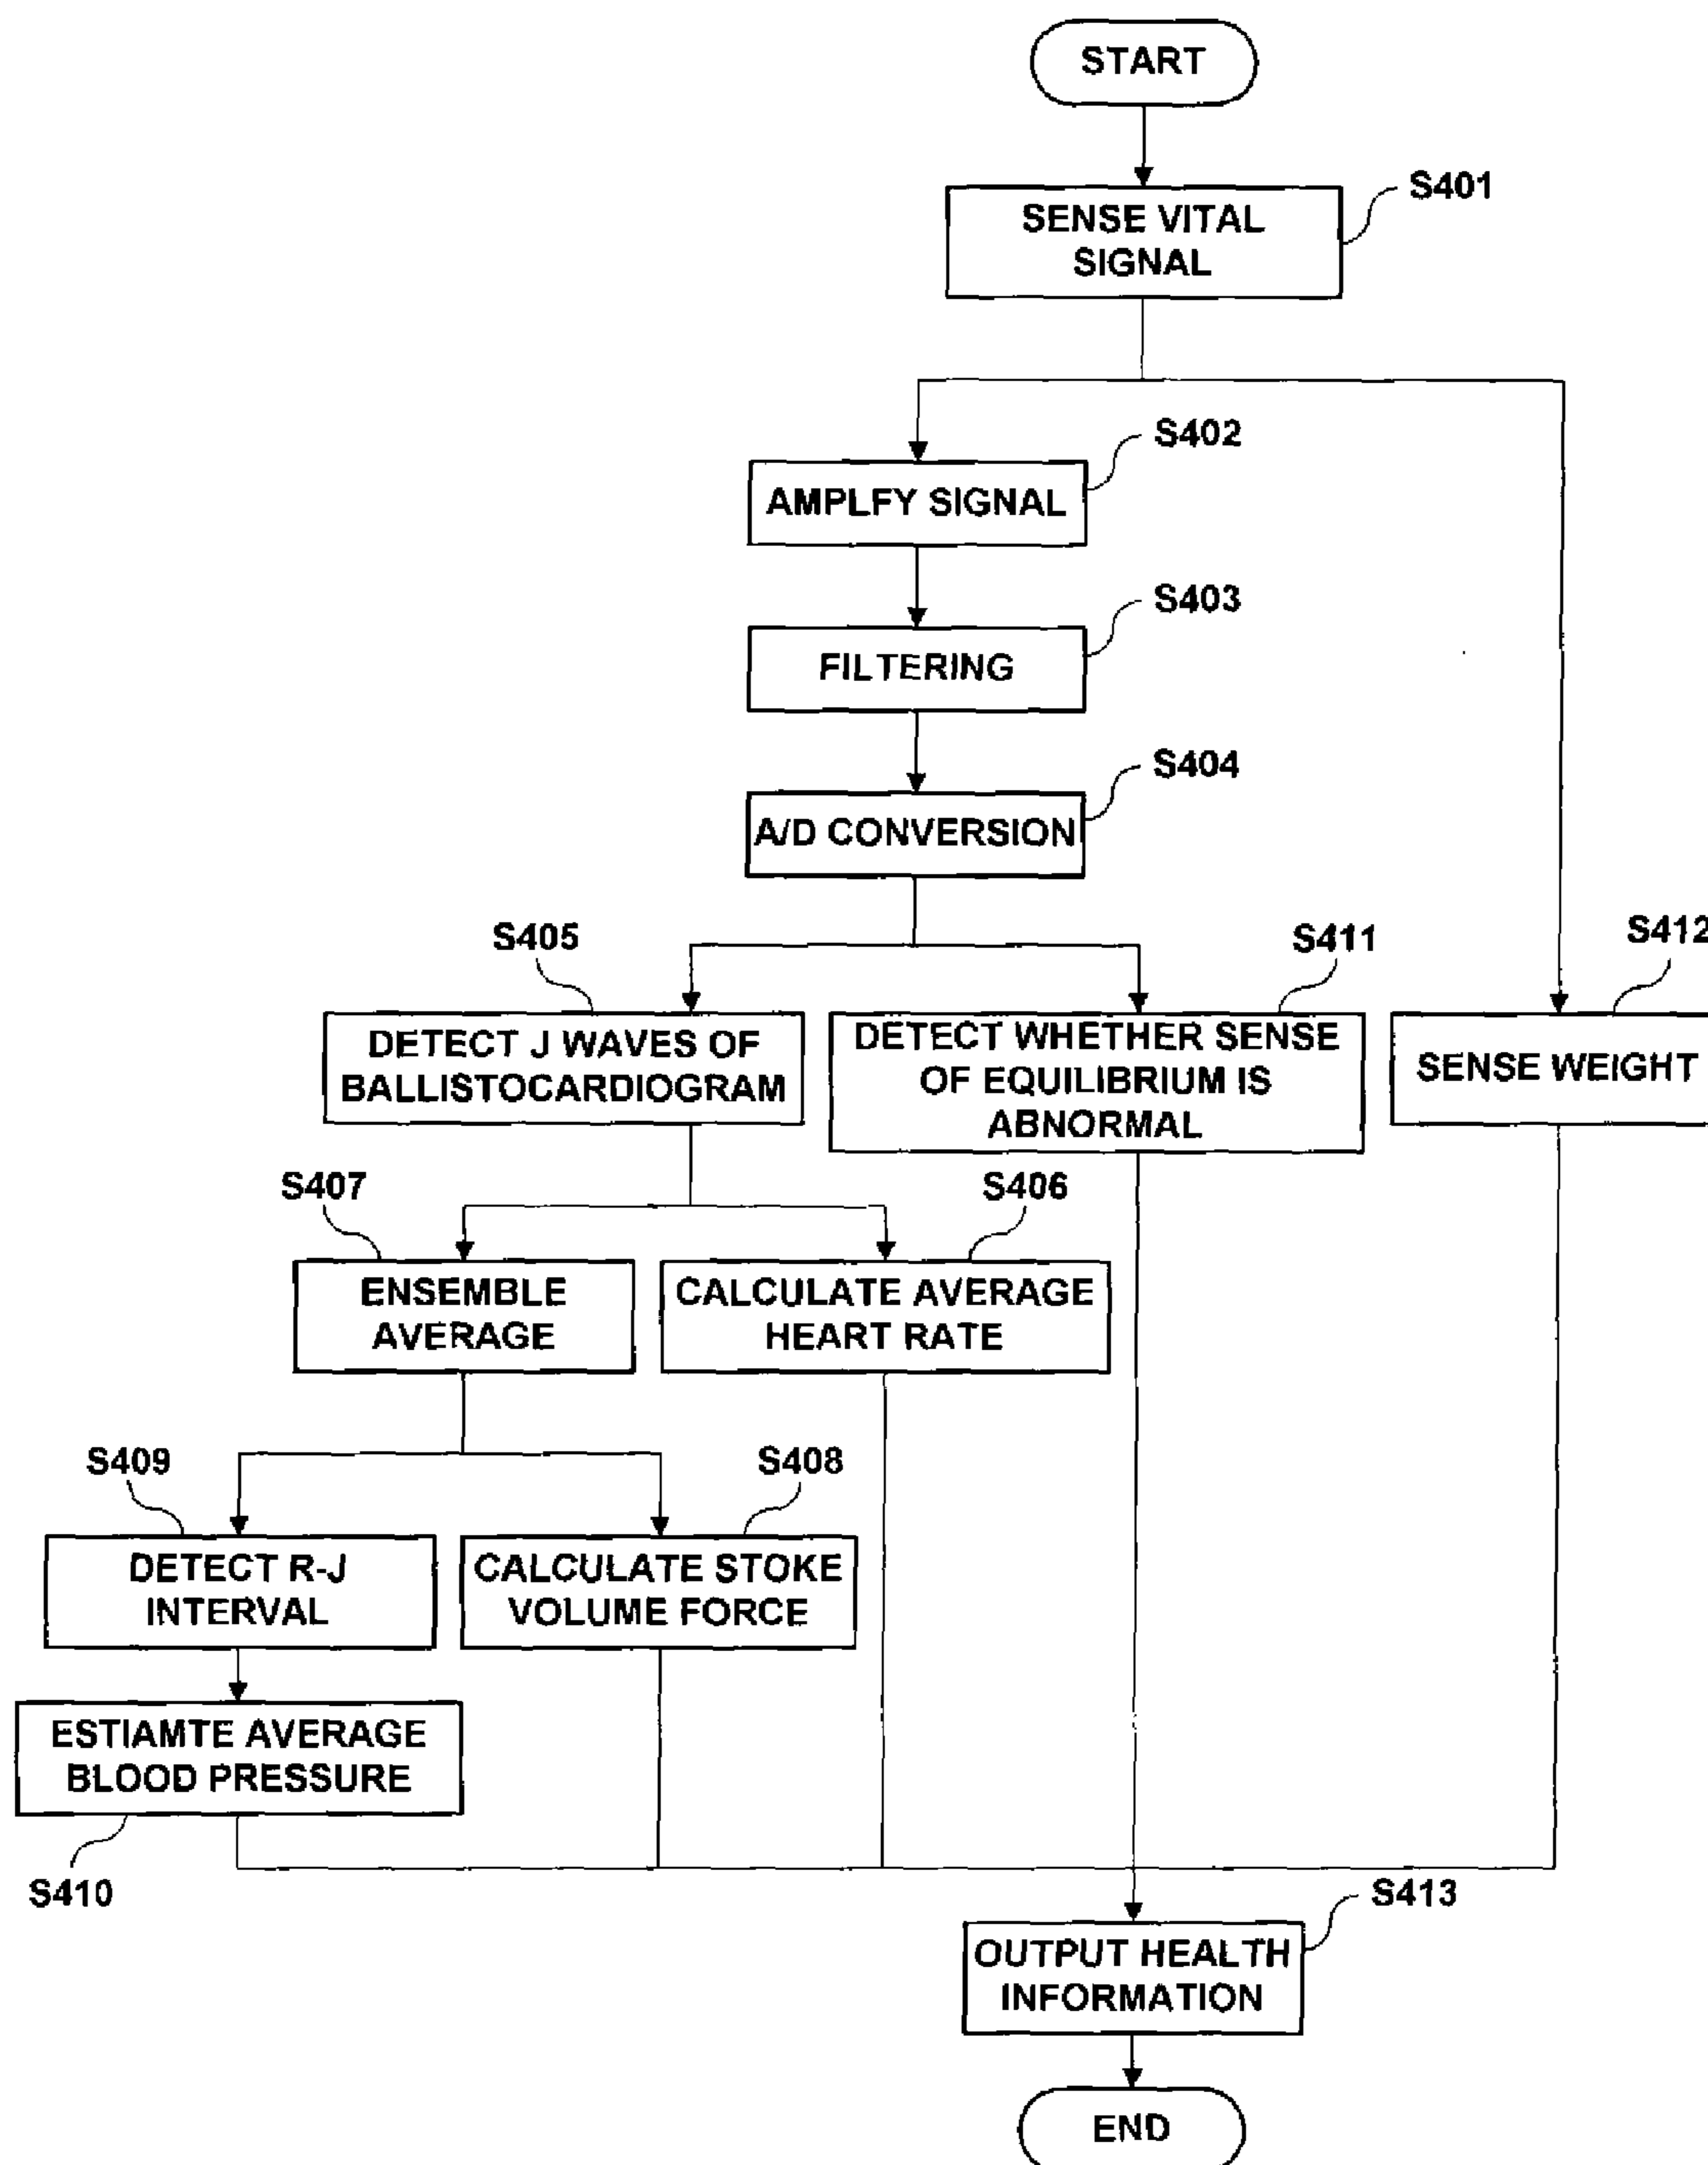 START
S401
SENSE VITAL
SIGNAL
S402
AMPLFY SIGNAL
S403
FILTERING
S404
A/D CONVERSION
S405
S411
S412
DETECT J WAVES OF
BALLISTOCARDIOGRAM
DETECT WHETHER SENSE
OF EQUILIBRIUM IS
ABNORMAL
SENSE WEIGHT
S407
S406
ENSEMBLE
AVERAGE
CALCULATE AVERAGE
HEART RATE
S409
S408
DETECT R-J
INTERVAL
CALCULATE STOKE
VOLUME FORCE
ESTIAMTE AVERAGE
BLOOD PRESSURE
S410
S413
OUTPUT HEALTH
INFORMATION
END